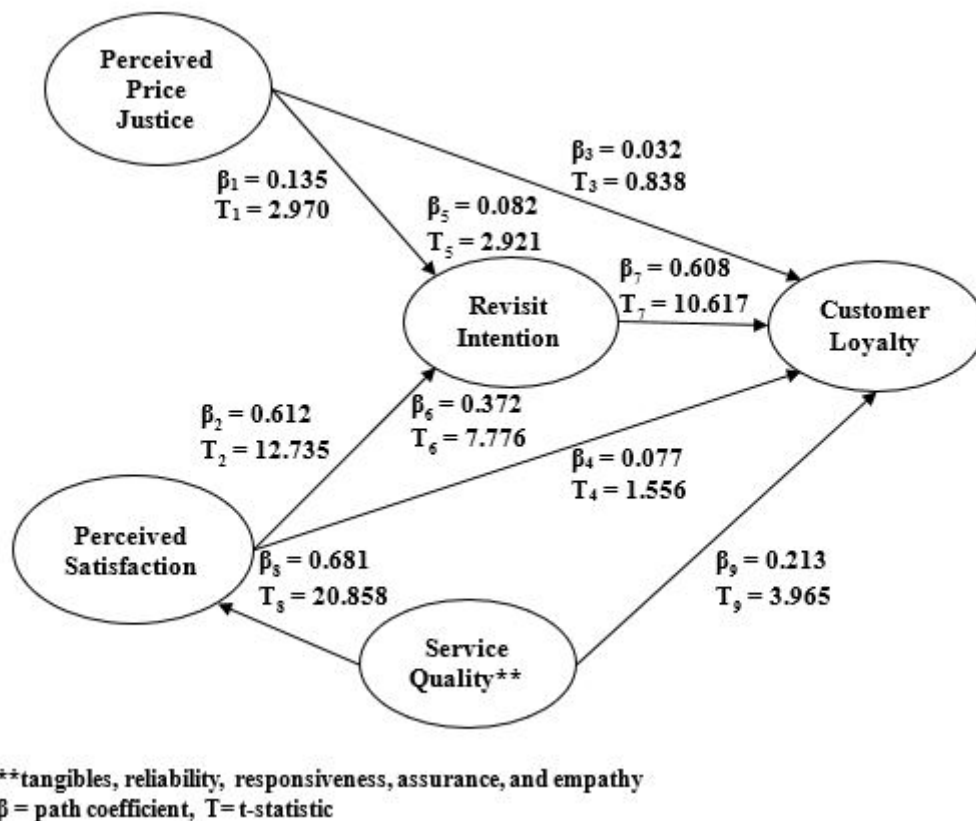 Perceived
Price
Justice
β₁ = 0.135
T₁ = 2.970
β₃ = 0.032
T₃ = 0.838
β₅ = 0.082
T₅ = 2.921
β₇ = 0.608
T₇ = 10.617
Revisit
Intention
Customer
Loyalty
β₂ = 0.612
T₂ = 12.735
β₆ = 0.372
T₆ = 7.776
β₄ = 0.077
T₄ = 1.556
Perceived
Satisfaction
β₈ = 0.681
T₈ = 20.858
β₉ = 0.213
T₉ = 3.965
Service
Quality**
**tangibles, reliability, responsiveness, assurance, and empathy
β = path coefficient, T= t-statistic